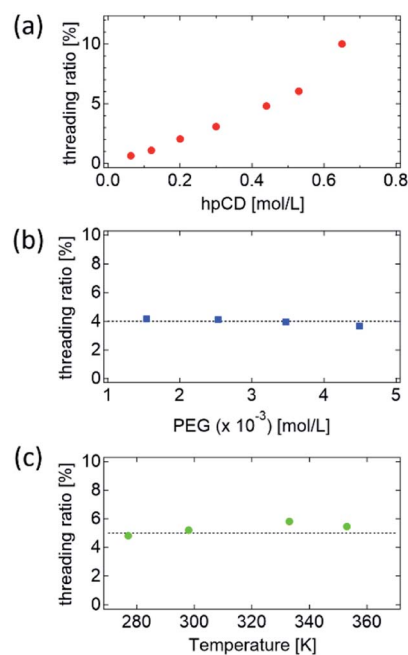 (a)
threading ratio [%]
10
5
0
0.0 0.2 0.4 0.6 0.8
hpCD [mol/L]
(b)
threading ratio [%]
10
8
6
4
2
0
1 2 3 4 5
PEG (x 10⁻³) [mol/L]
(c)
threading ratio [%]
10
8
6
4
2
0
280 300 320 340 360
Temperature [K]